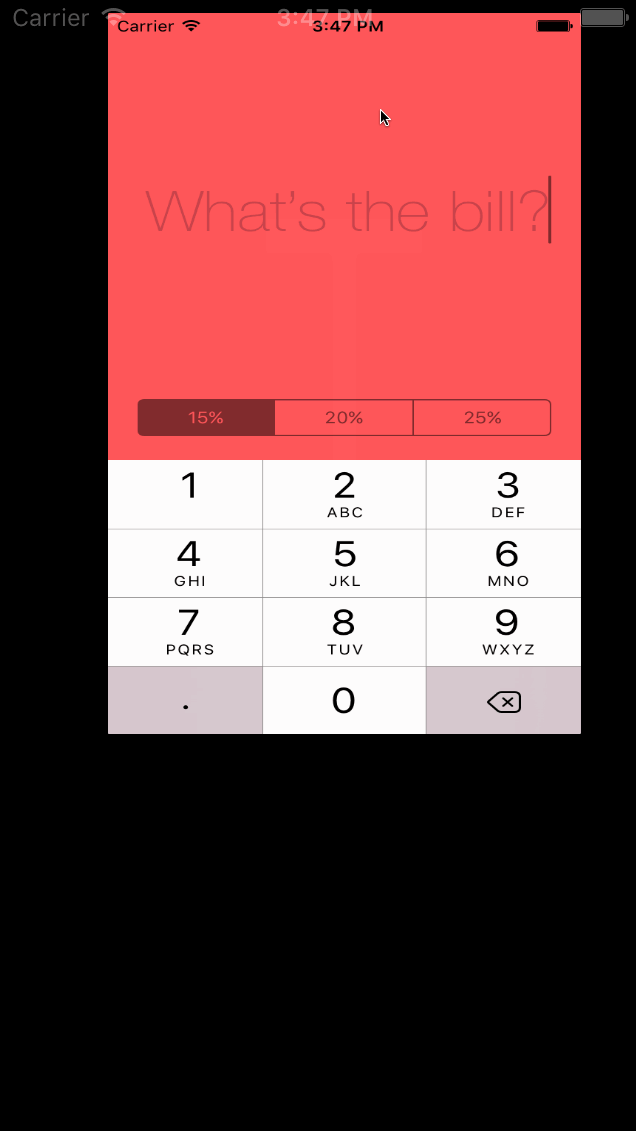 Carrier 3:47 PM
Carrier 3:47 PM
What's the bill?
15% 20% 25%
1 2 3
ABC DEF
4 5 6
GHI JKL MNO
7 8 9
PQRS TUV WXYZ
. 0